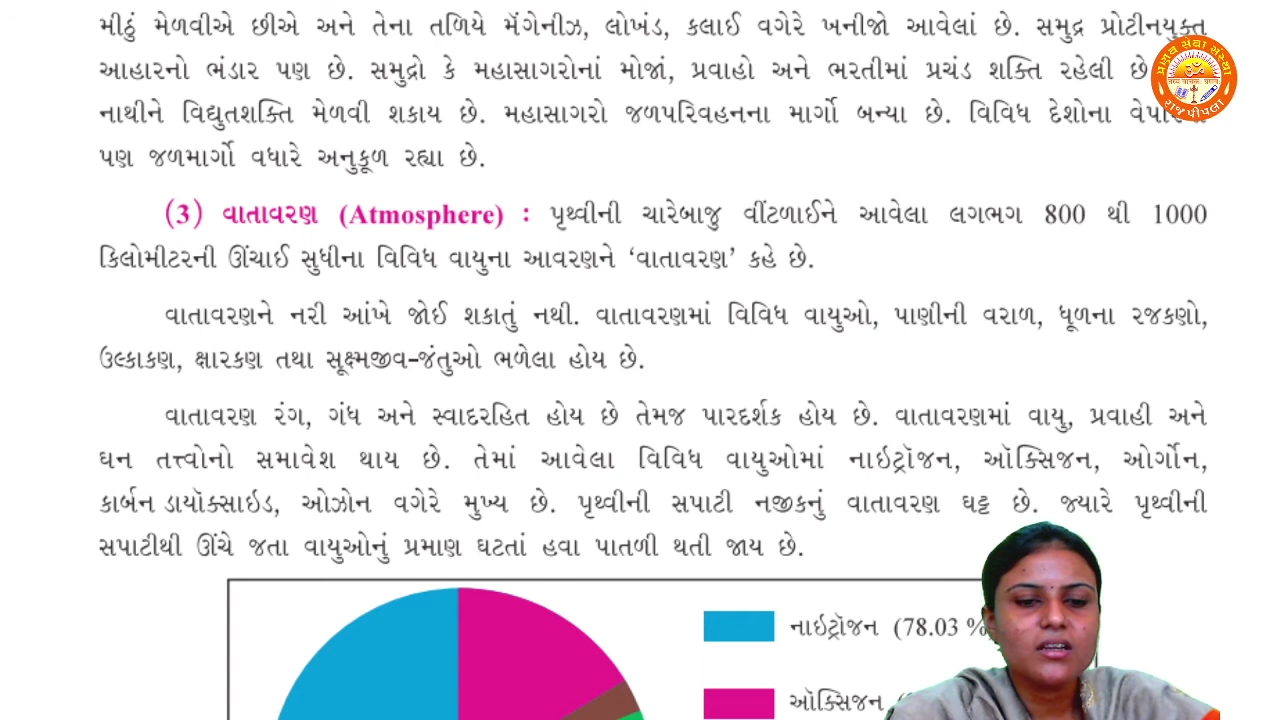 મીઠું મેળવીએ છીએ અને તેના તળિયે મૅંગેનીઝ, લોખંડ, કલાઈ વગેરે ખનીજો આવેલાં છે. સમુદ્ર પ્રોટીનયુક્ત
આહારનો ભંડાર પણ છે. સમુદ્રો કે મહાસાગરોનાં મોજાં, પ્રવાહો અને ભરતીમાં પ્રચંડ શક્તિ રહેલી છે
નાથીને વિદ્યુતશક્તિ મેળવી શકાય છે. મહાસાગરો જળપરિવહનના માર્ગો બન્યા છે. વિવિધ દેશોના
પણ જળમાર્ગો વધારે અનુકૂળ રહ્યા છે.
(3) વાતાવરણ (Atmosphere) : પૃથ્વીની ચારેબાજુ વીંટળાઈને આવેલા લગભગ 800 થી 1000
કિલોમીટરની ઊંચાઈ સુધીના વિવિધ વાયુના આવરણને ‘વાતાવરણ’ કહે છે.
વાતાવરણને નરી આંખે જોઈ શકાતું નથી. વાતાવરણમાં વિવિધ વાયુઓ, પાણીની વરાળ, ધૂળના રજકણો,
ઉલ્કાકણ, ક્ષારકણ તથા સૂક્ષ્મજીવ-જંતુઓ ભળેલા હોય છે.
વાતાવરણ રંગ, ગંધ અને સ્વાદરહિત હોય છે તેમજ પારદર્શક હોય છે. વાતાવરણમાં વાયુ, પ્રવાહી અને
ઘન તત્ત્વોનો સમાવેશ થાય છે. તેમાં આવેલા વિવિધ વાયુઓમાં નાઇટ્રૉજન, ઑક્સિજન, ઓર્ગોન,
કાર્બન ડાયૉક્સાઇડ, ઓઝોન વગેરે મુખ્ય છે. પૃથ્વીની સપાટી નજીકનું વાતાવરણ ઘટ્ટ છે. જ્યારે પૃથ્વીની
સપાટીથી ઊંચે જતા વાયુઓનું પ્રમાણ ઘટતાં હવા પાતળી થતી જાય છે.
નાઇટ્રૉજન (78.03 %
ઑક્સિજન
પ્રણવ સેવા સંસ્થા
રાજપીપલા